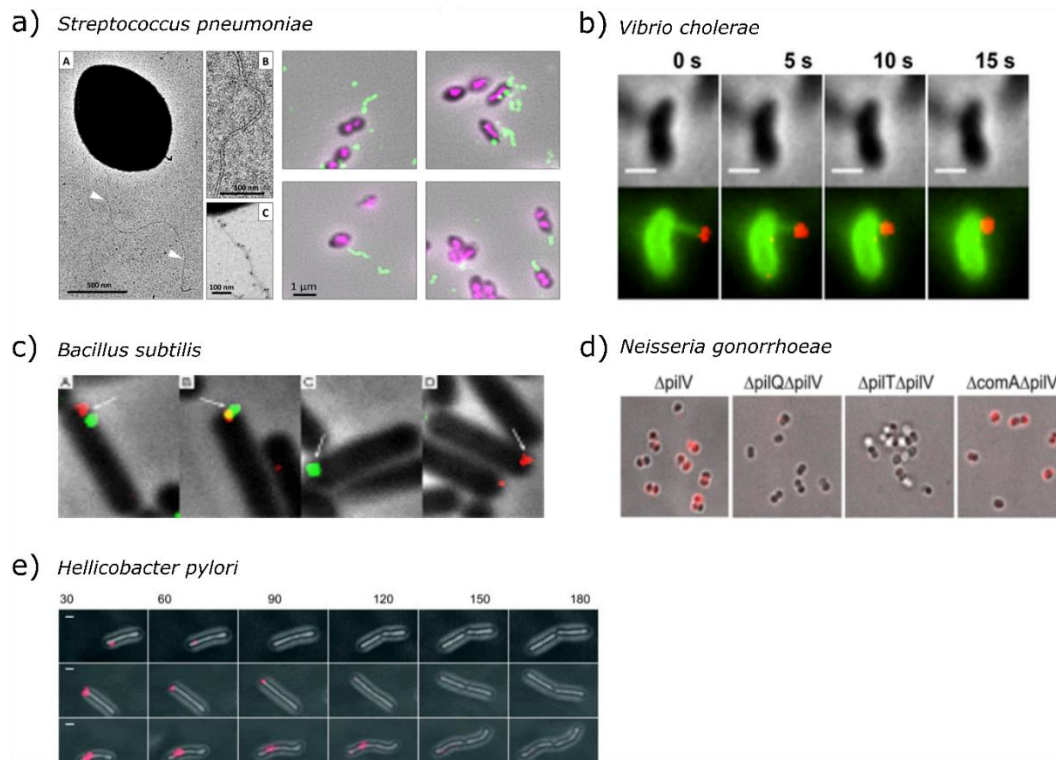 a) Streptococcus pneumoniae
A
B
100 nm
C
100 nm
500 nm
1 μm
b) Vibrio cholerae
0 s 5 s 10 s 15 s
c) Bacillus subtilis
A B C D
d) Neisseria gonorrhoeae
ΔpilV ΔpilQΔpilV ΔpilTΔpilV ΔcomAΔpilV
e) Hellicobacter pylori
30 60 90 120 150 180